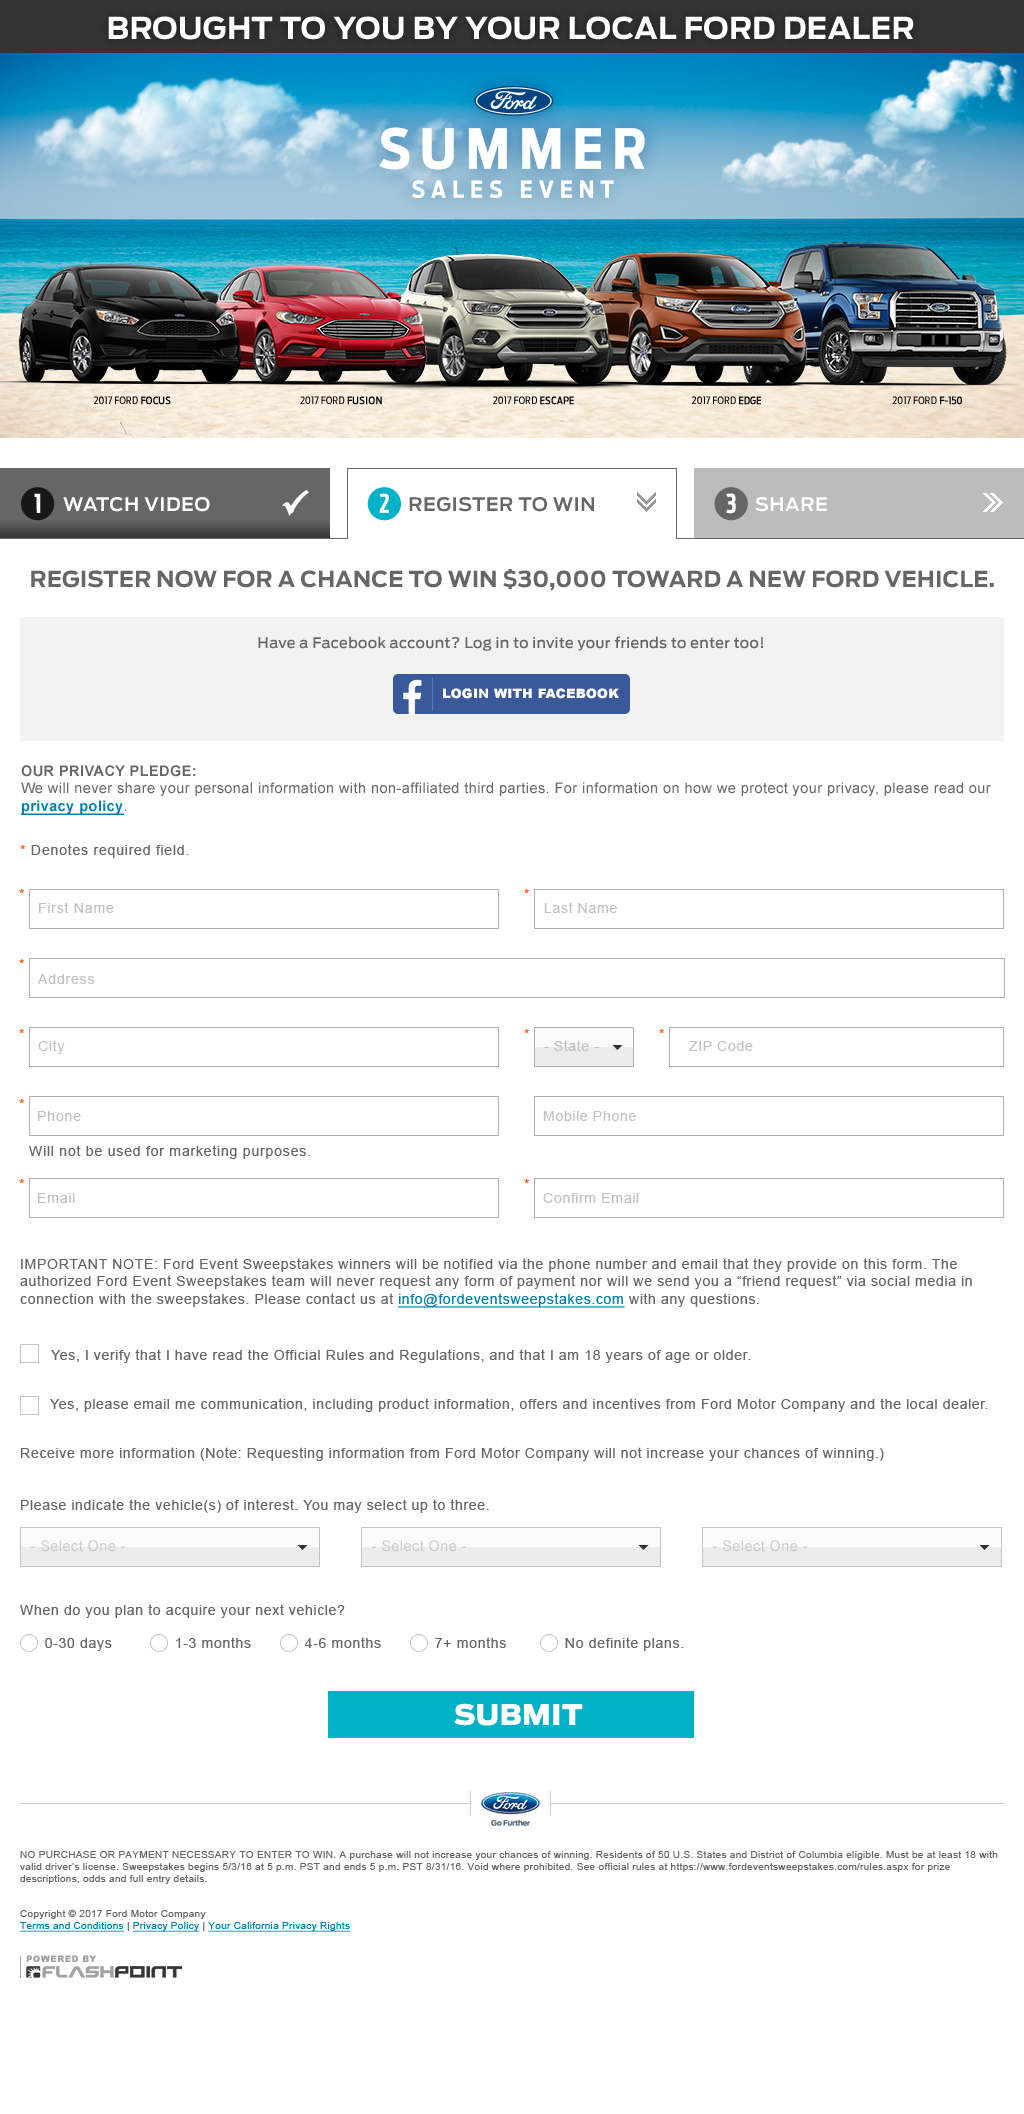 BROUGHT TO YOU BY YOUR LOCAL FORD DEALER
Ford
SUMMER
SALES EVENT
2017 FORD FOCUS
2017 FORD FUSION
2017 FORD ESCAPE
2017 FORD EDGE
2017 FORD F-150
1 WATCH VIDEO
2 REGISTER TO WIN
3 SHARE
REGISTER NOW FOR A CHANCE TO WIN $30,000 TOWARD A NEW FORD VEHICLE.
Have a Facebook account? Log in to invite your friends to enter too!
f LOGIN WITH FACEBOOK
OUR PRIVACY PLEDGE:
We will never share your personal information with non-affiliated third parties. For information on how we protect your privacy, please read our
privacy policy.
* Denotes required field.
* First Name
* Last Name
* Address
* City
* - State -
* ZIP Code
* Phone
Mobile Phone
Will not be used for marketing purposes.
* Email
* Confirm Email
IMPORTANT NOTE: Ford Event Sweepstakes winners will be notified via the phone number and email that they provide on this form. The
authorized Ford Event Sweepstakes team will never request any form of payment nor will we send you a “friend request” via social media in
connection with the sweepstakes. Please contact us at info@fordeventsweepstakes.com with any questions.
Yes, I verify that I have read the Official Rules and Regulations, and that I am 18 years of age or older.
Yes, please email me communication, including product information, offers and incentives from Ford Motor Company and the local dealer.
Receive more information (Note: Requesting information from Ford Motor Company will not increase your chances of winning.)
Please indicate the vehicle(s) of interest. You may select up to three.
- Select One -
- Select One -
- Select One -
When do you plan to acquire your next vehicle?
0-30 days
1-3 months
4-6 months
7+ months
No definite plans.
SUBMIT
Ford
Go Further
NO PURCHASE OR PAYMENT NECESSARY TO ENTER TO WIN. A purchase will not increase your chances of winning. Residents of 50 U.S. States and District of Columbia eligible. Must be at least 18 with
valid driver's license. Sweepstakes begins 5/3/16 at 5 p.m. PST and ends 5 p.m. PST 8/31/16. Void where prohibited. See official rules at https://www.fordeventsweepstakes.com/rules.aspx for prize
descriptions, odds and full entry details.
Copyright © 2017 Ford Motor Company
Terms and Conditions | Privacy Policy | Your California Privacy Rights
POWERED BY
FLASHPOINT